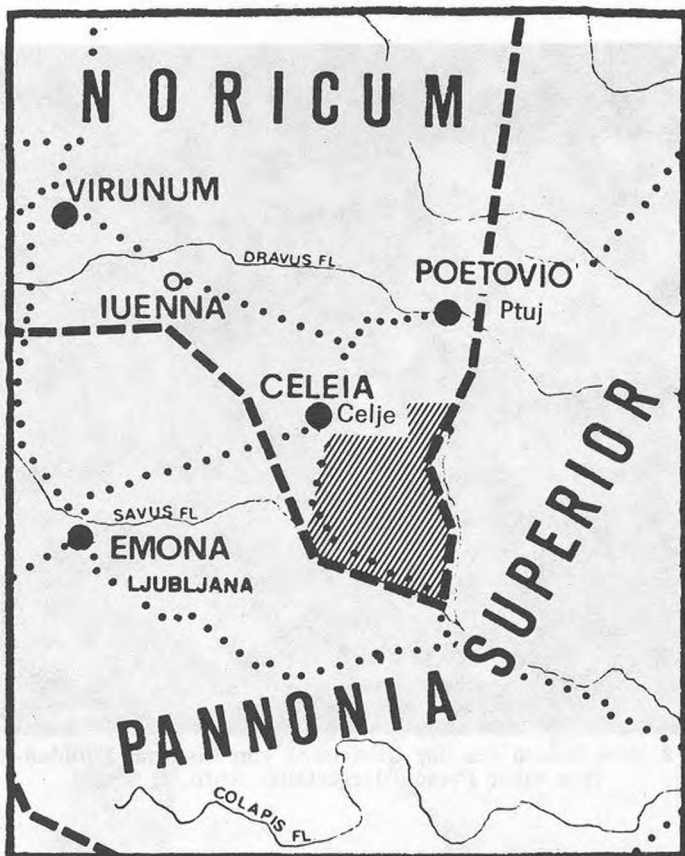 NORICUM
VIRUNUM
DRAVUS FL
POETOVIO
Ptuj
IUENNA
CELEIA
Celje
SAVUS FL
EMONA
LJUBLJANA
PANNONIA SUPERIOR
COLAPIS FL